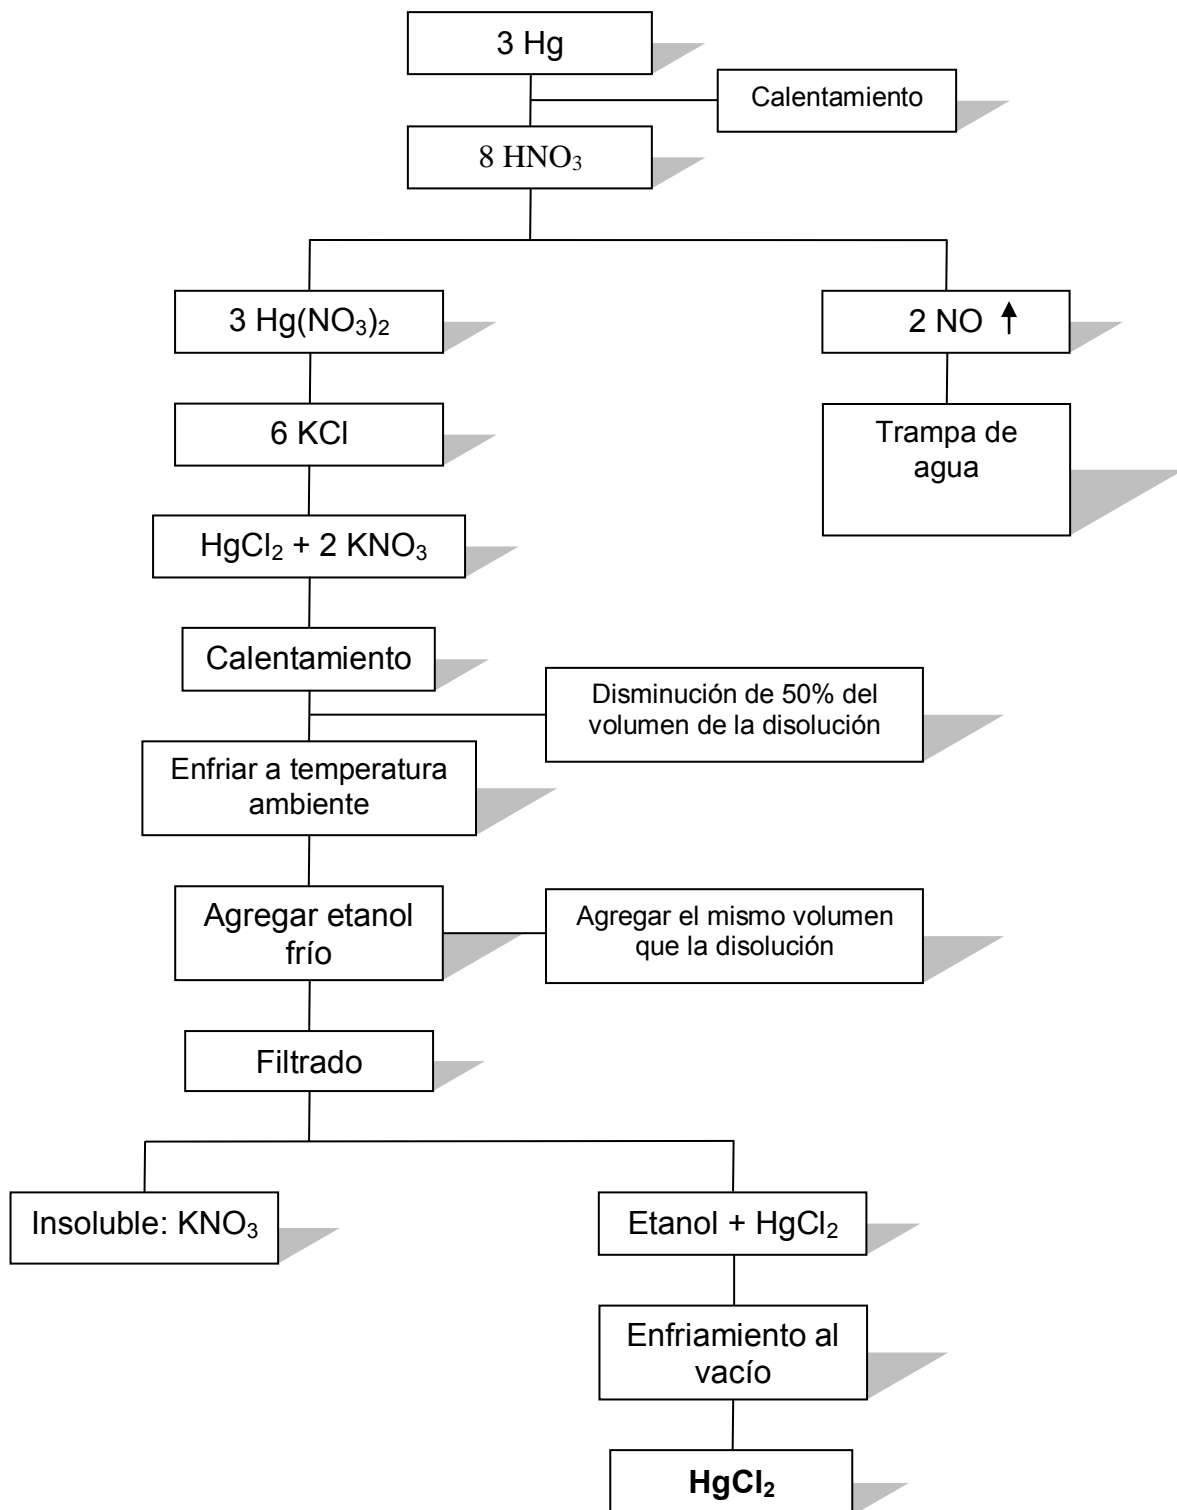 3 Hg
Calentamiento
8 HNO₃
3 Hg(NO₃)₂
2 NO ↑
6 KCl
Trampa de
agua
HgCl₂ + 2 KNO₃
Calentamiento
Disminución de 50% del
volumen de la disolución
Enfriar a temperatura
ambiente
Agregar etanol
frío
Agregar el mismo volumen
que la disolución
Filtrado
Insoluble: KNO₃
Etanol + HgCl₂
Enfriamiento al
vacío
HgCl₂